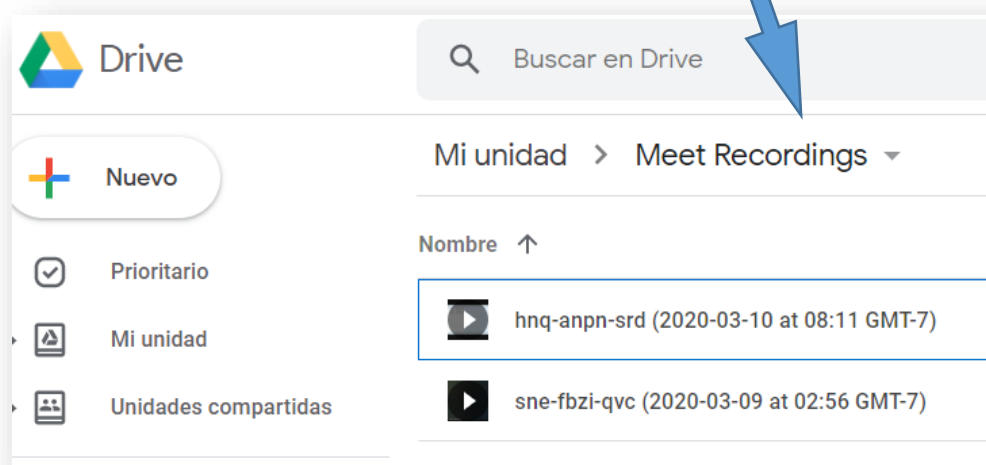 Drive
Buscar en Drive
Mi unidad > Meet Recordings
Nuevo
Nombre
Prioritario
hnq-anpn-srd (2020-03-10 at 08:11 GMT-7)
Mi unidad
sne-fbzi-qvc (2020-03-09 at 02:56 GMT-7)
Unidades compartidas